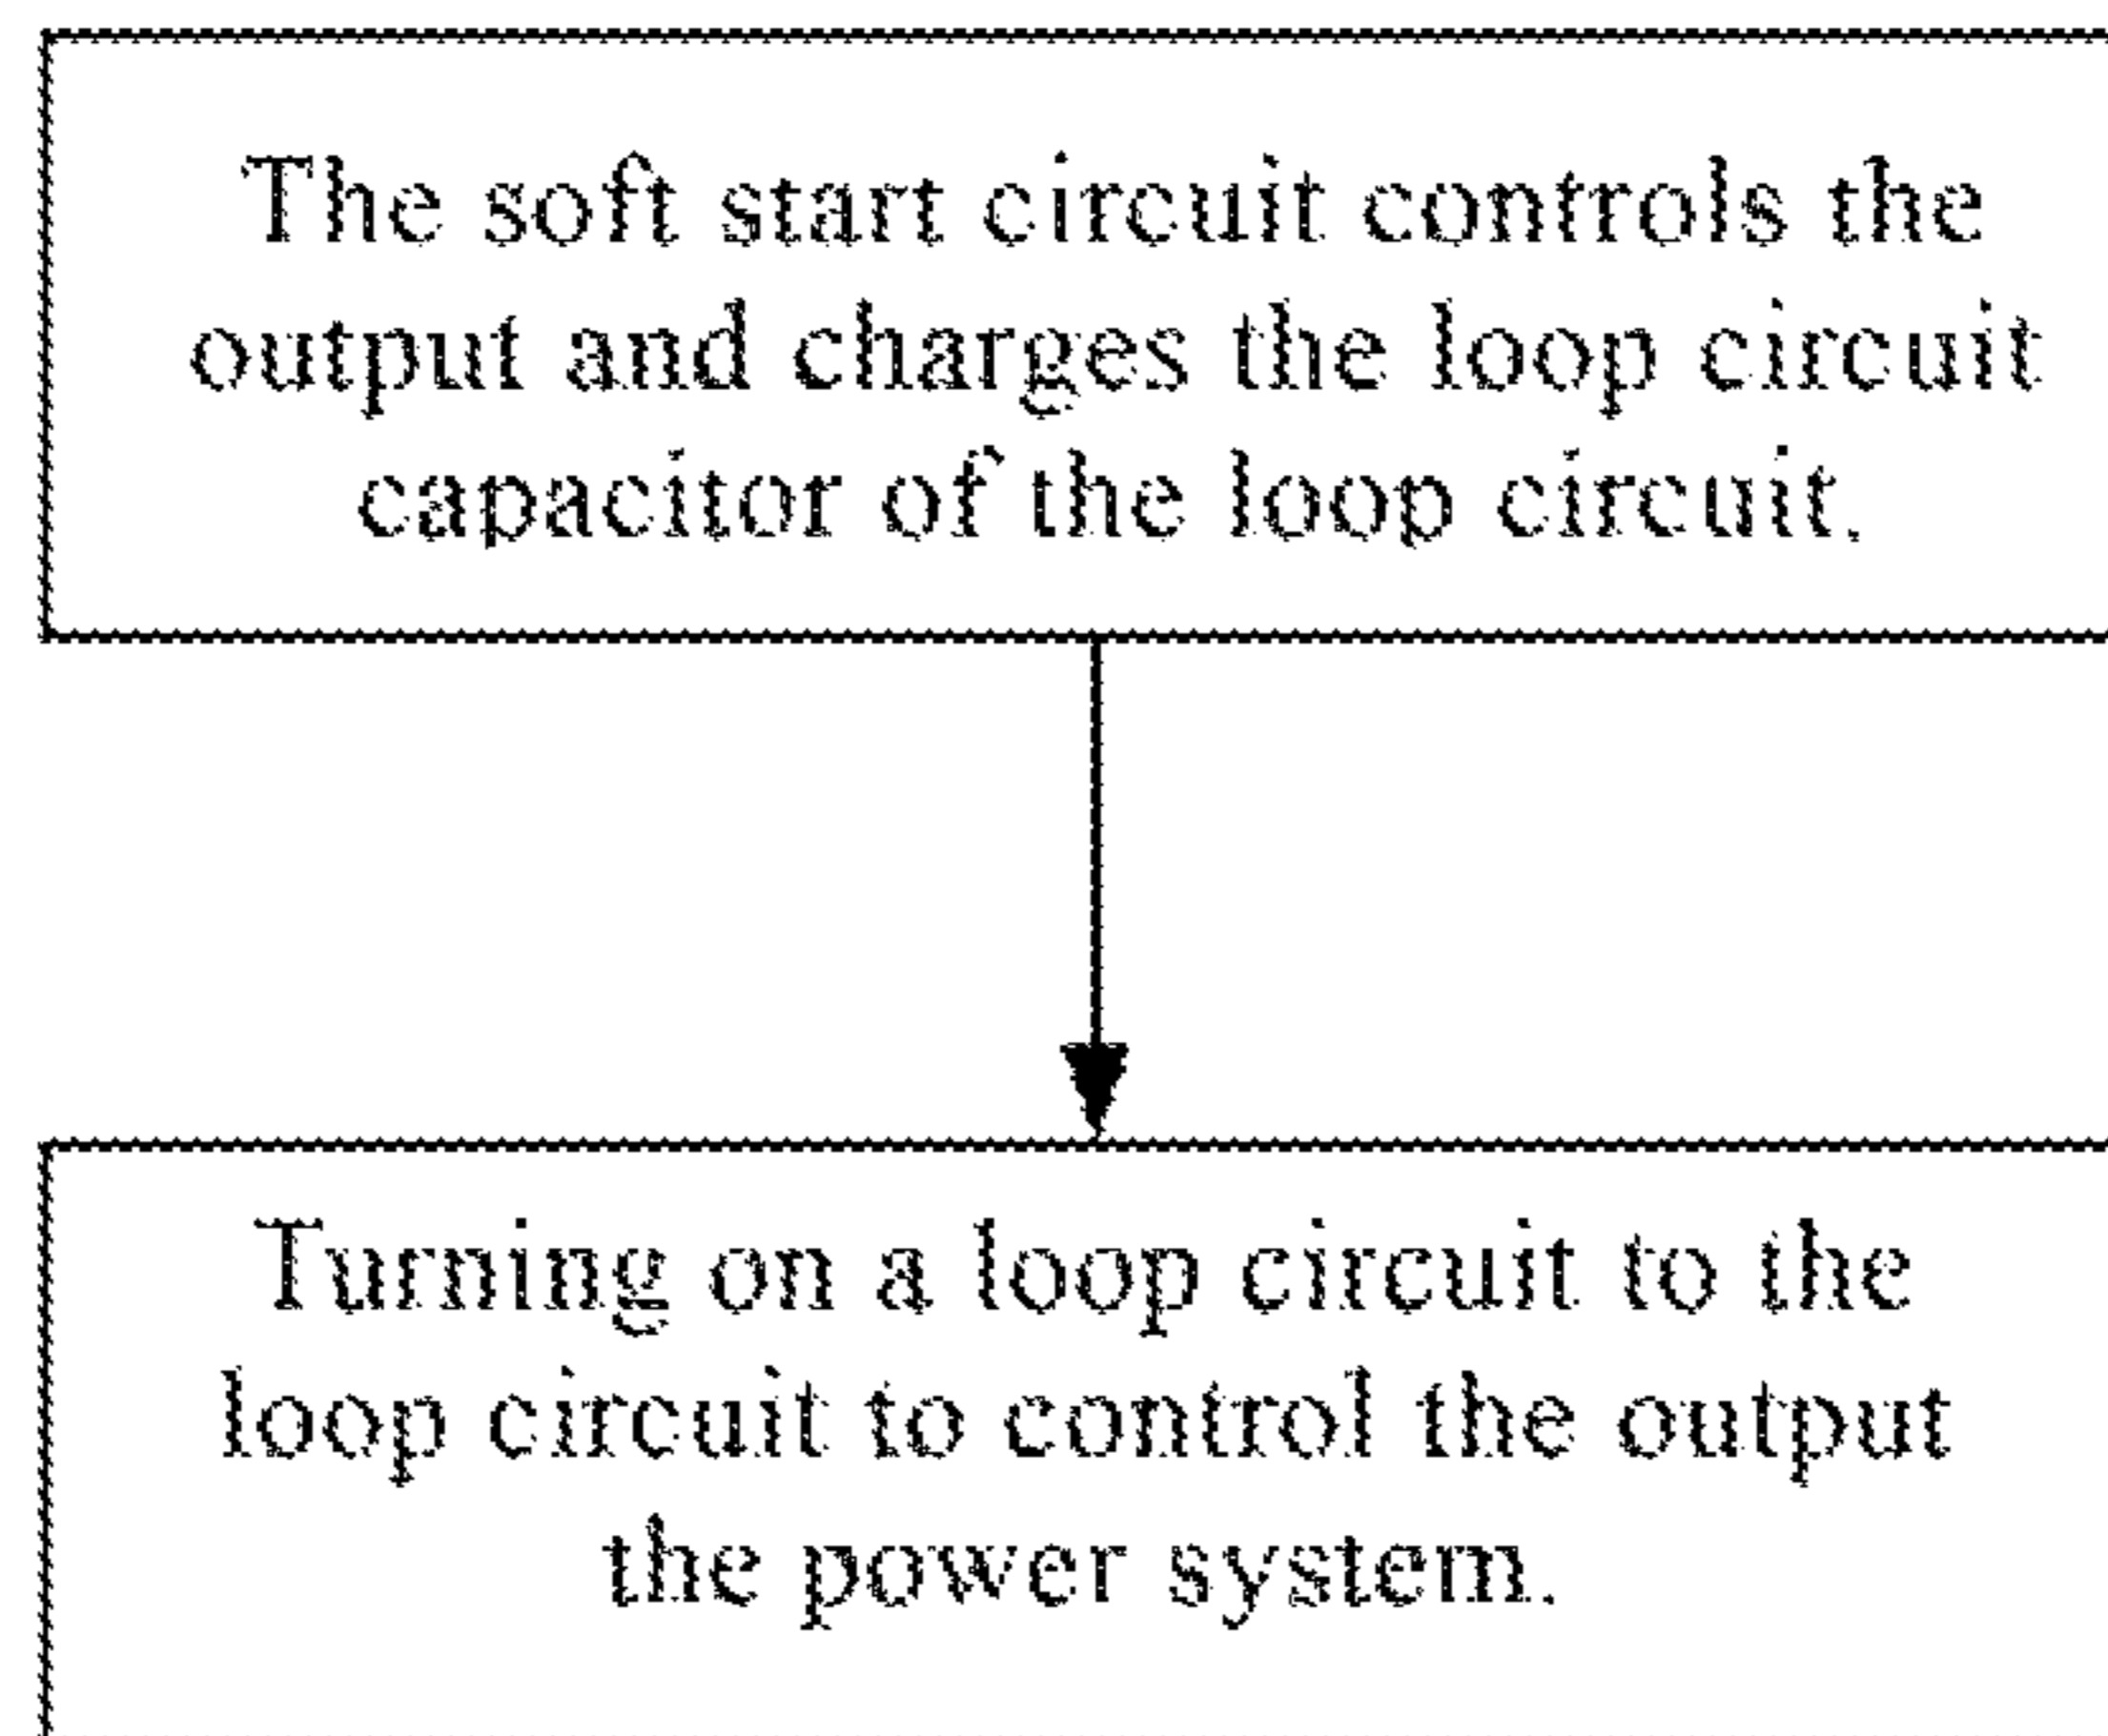 The soft start circuit controls the
output and charges the loop circuit
capacitor of the loop circuit.
Turning on a loop circuit to the
loop circuit to control the output
the power system.